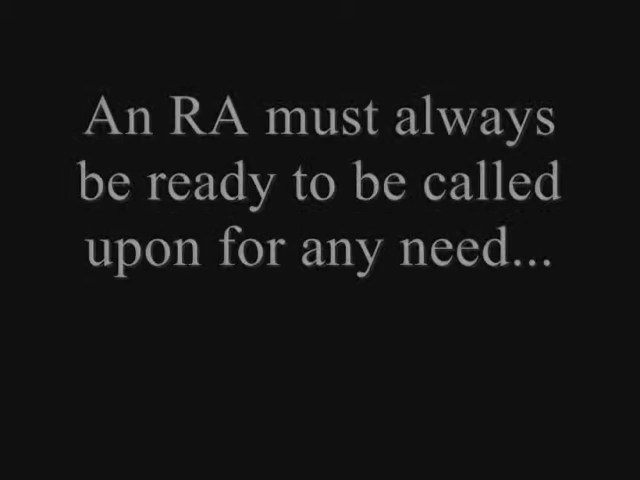 An RA must always
be ready to be called
upon for any need...